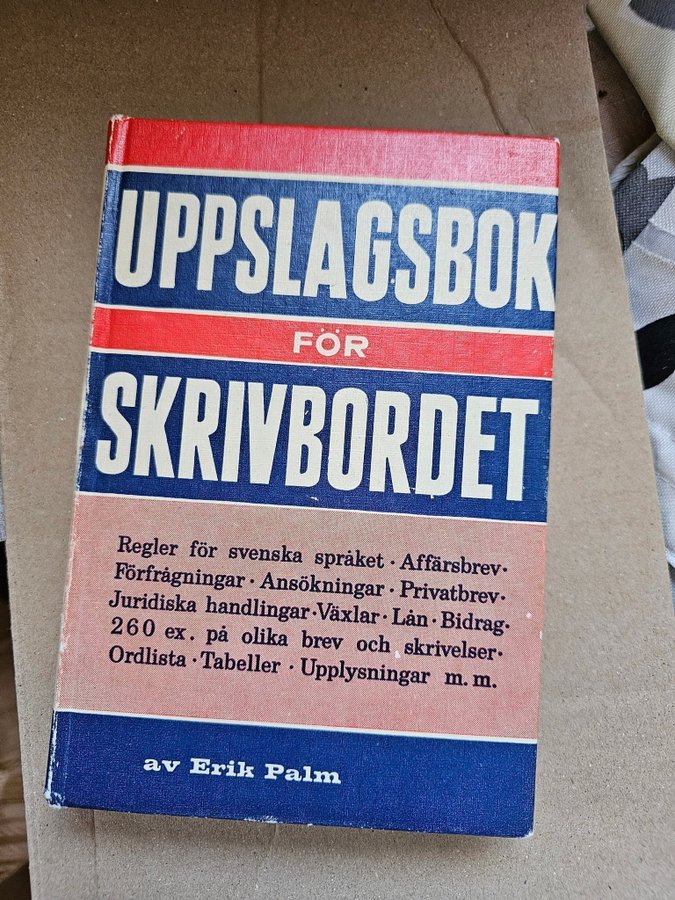 UPPSLAGSBOK
FÖR
SKRIVBORDET
Regler för svenska språket · Affärsbrev·
Förfrågningar · Ansökningar · Privatbrev·
Juridiska handlingar · Växlar · Lån · Bidrag·
260 ex. på olika brev och skrivelser·
Ordlista · Tabeller · Upplysningar m. m.
av Erik Palm